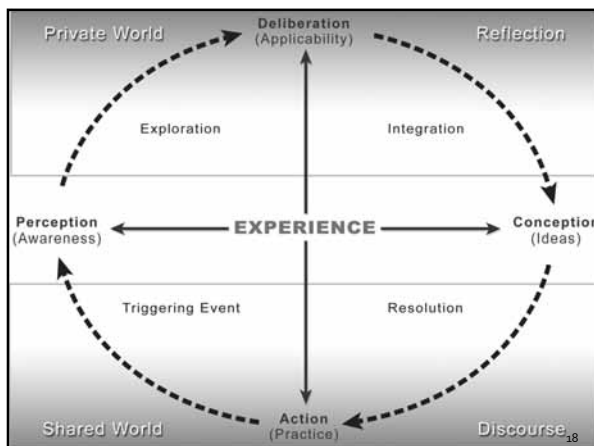 Private World
Deliberation
(Applicability)
Reflection
Exploration
Integration
Perception
(Awareness)
EXPERIENCE
Conception
(Ideas)
Triggering Event
Resolution
Shared World
Action
(Practice)
Discourse
18